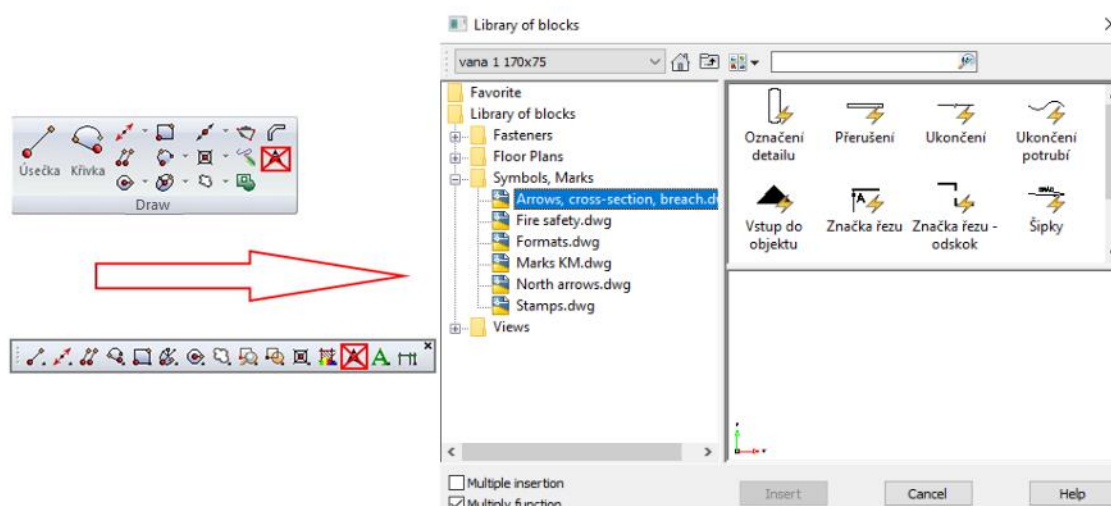 Library of blocks
vana 1 170x75
Favorite
Library of blocks
Fasteners
Floor Plans
Symbols, Marks
Arrows, cross-section, breach.d
Fire safety.dwg
Formats.dwg
Marks KM.dwg
North arrows.dwg
Stamps.dwg
Views
Označení detailu
Přerušení
Ukončení
Ukončení potrubí
Vstup do objektu
Značka řezu
Značka řezu - odskok
Šipky
Multiple insertion
Multiply function
Insert
Cancel
Help
Úsečka
Křivka
Draw